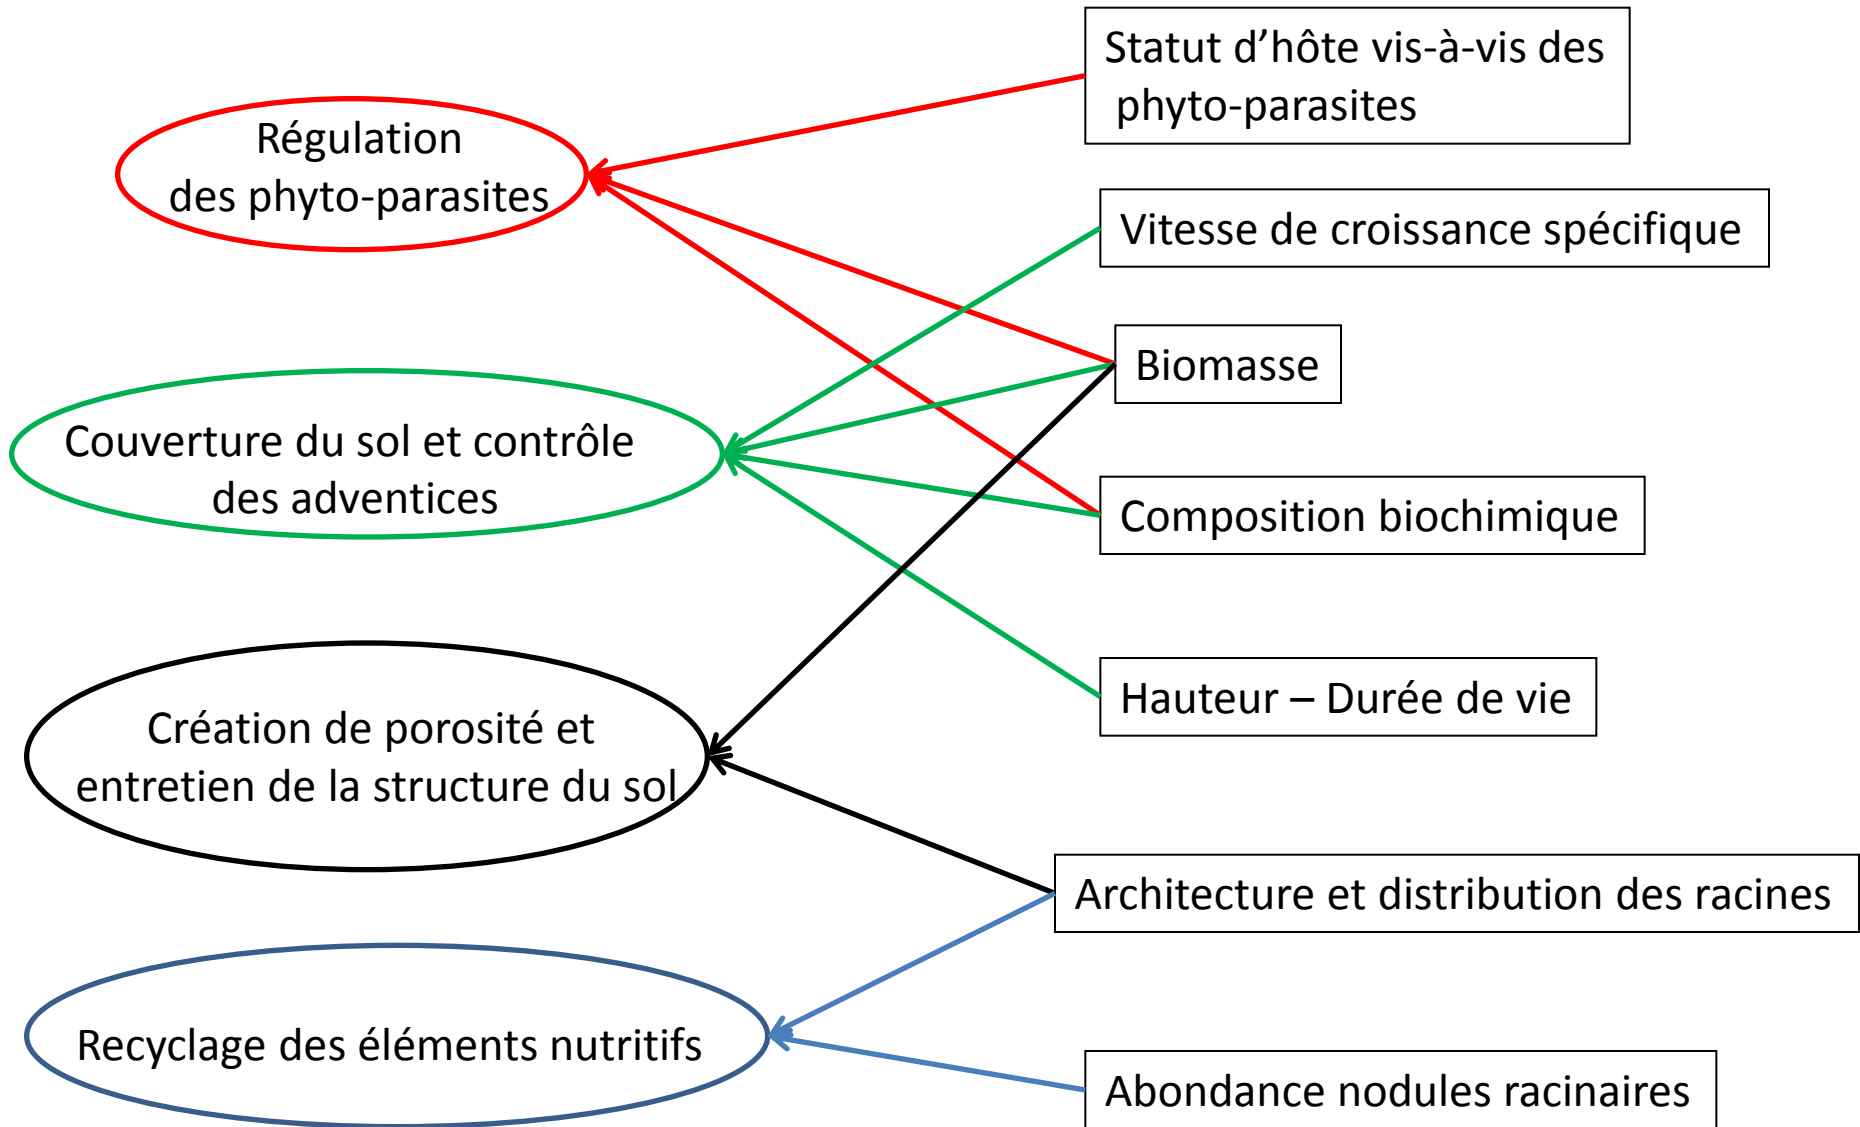 Régulation
des phyto-parasites
Couverture du sol et contrôle
des adventices
Création de porosité et
entretien de la structure du sol
Recyclage des éléments nutritifs
Statut d’hôte vis-à-vis des
phyto-parasites
Vitesse de croissance spécifique
Biomasse
Composition biochimique
Hauteur – Durée de vie
Architecture et distribution des racines
Abondance nodules racinaires